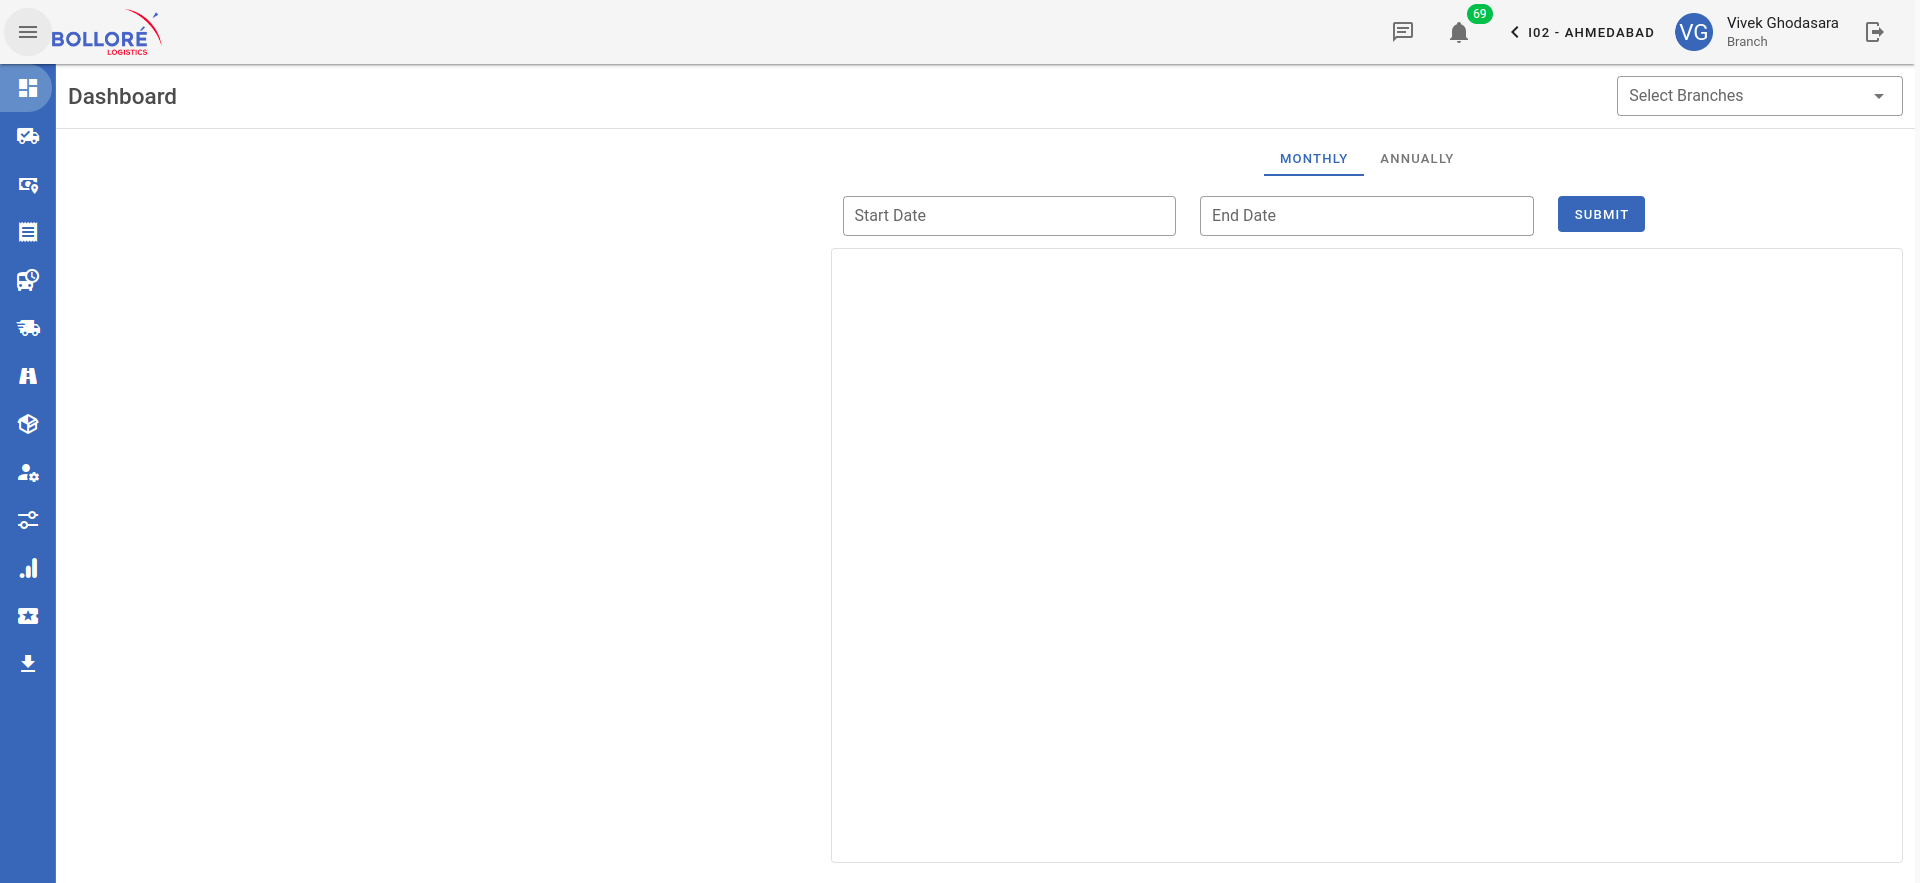 BOLLORÉ
LOGISTICS
69
I02 - AHMEDABAD
VG
Vivek Ghodasara
Branch
Dashboard
Select Branches
MONTHLY
ANNUALLY
Start Date
End Date
SUBMIT